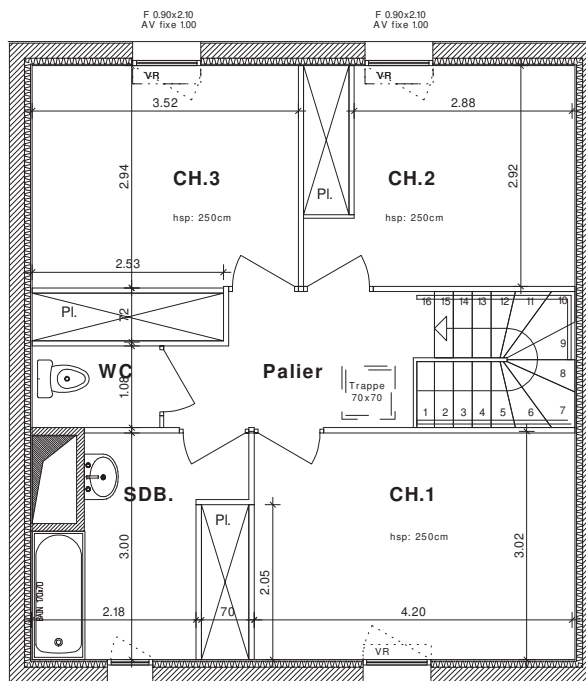 F 0.90x2.10
AV fixe 1.00
F 0.90x2.10
AV fixe 1.00
VR
VR
3.52
2.88
2.94
CH.3
hsp: 250cm
Pl.
CH.2
hsp: 250cm
2.92
2.53
Pl.
72
16 15 14 13 12 11 10
9
8
WC
1.08
Palier
Trappe
70x70
1 2 3 4 5 6 7
SDB.
CH.1
hsp: 250cm
Pl.
3.00
2.05
3.02
BAIN 170x70
2.18
70
4.20
VR